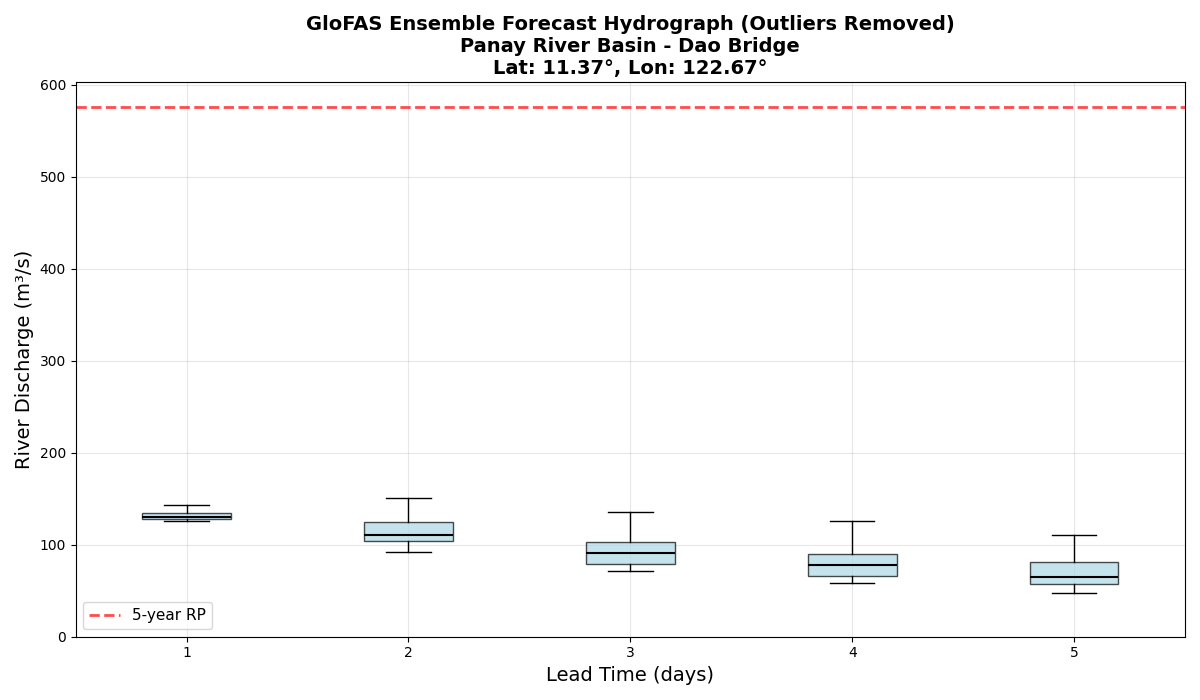 GloFAS Ensemble Forecast Hydrograph (Outliers Removed)
Panay River Basin - Dao Bridge
Lat: 11.37°, Lon: 122.67°
River Discharge (m³/s)
600
500
400
300
200
100
0
5-year RP
1 2 3 4 5
Lead Time (days)